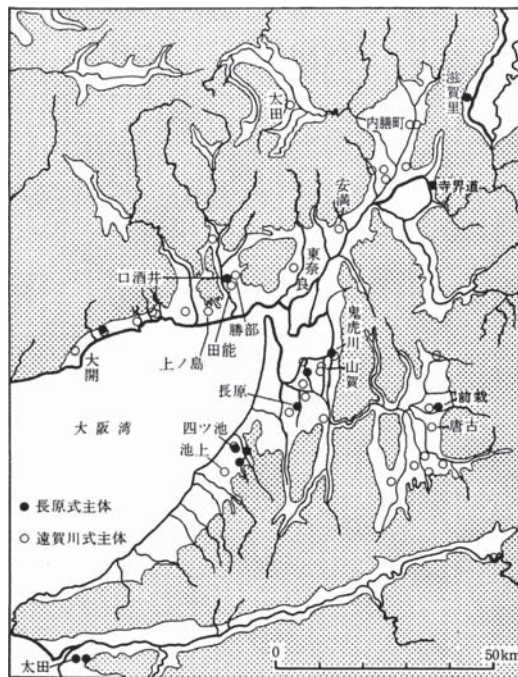 滋賀里
太田
内膳町
寺界道
安満
東奈良
口酒井
鬼虎川
勝部
田能
上ノ島
山賀
大開
長原
前栽
唐古
大阪湾
四ツ池
池上
● 長原式主体
○ 遠賀川式主体
太田
0 50km